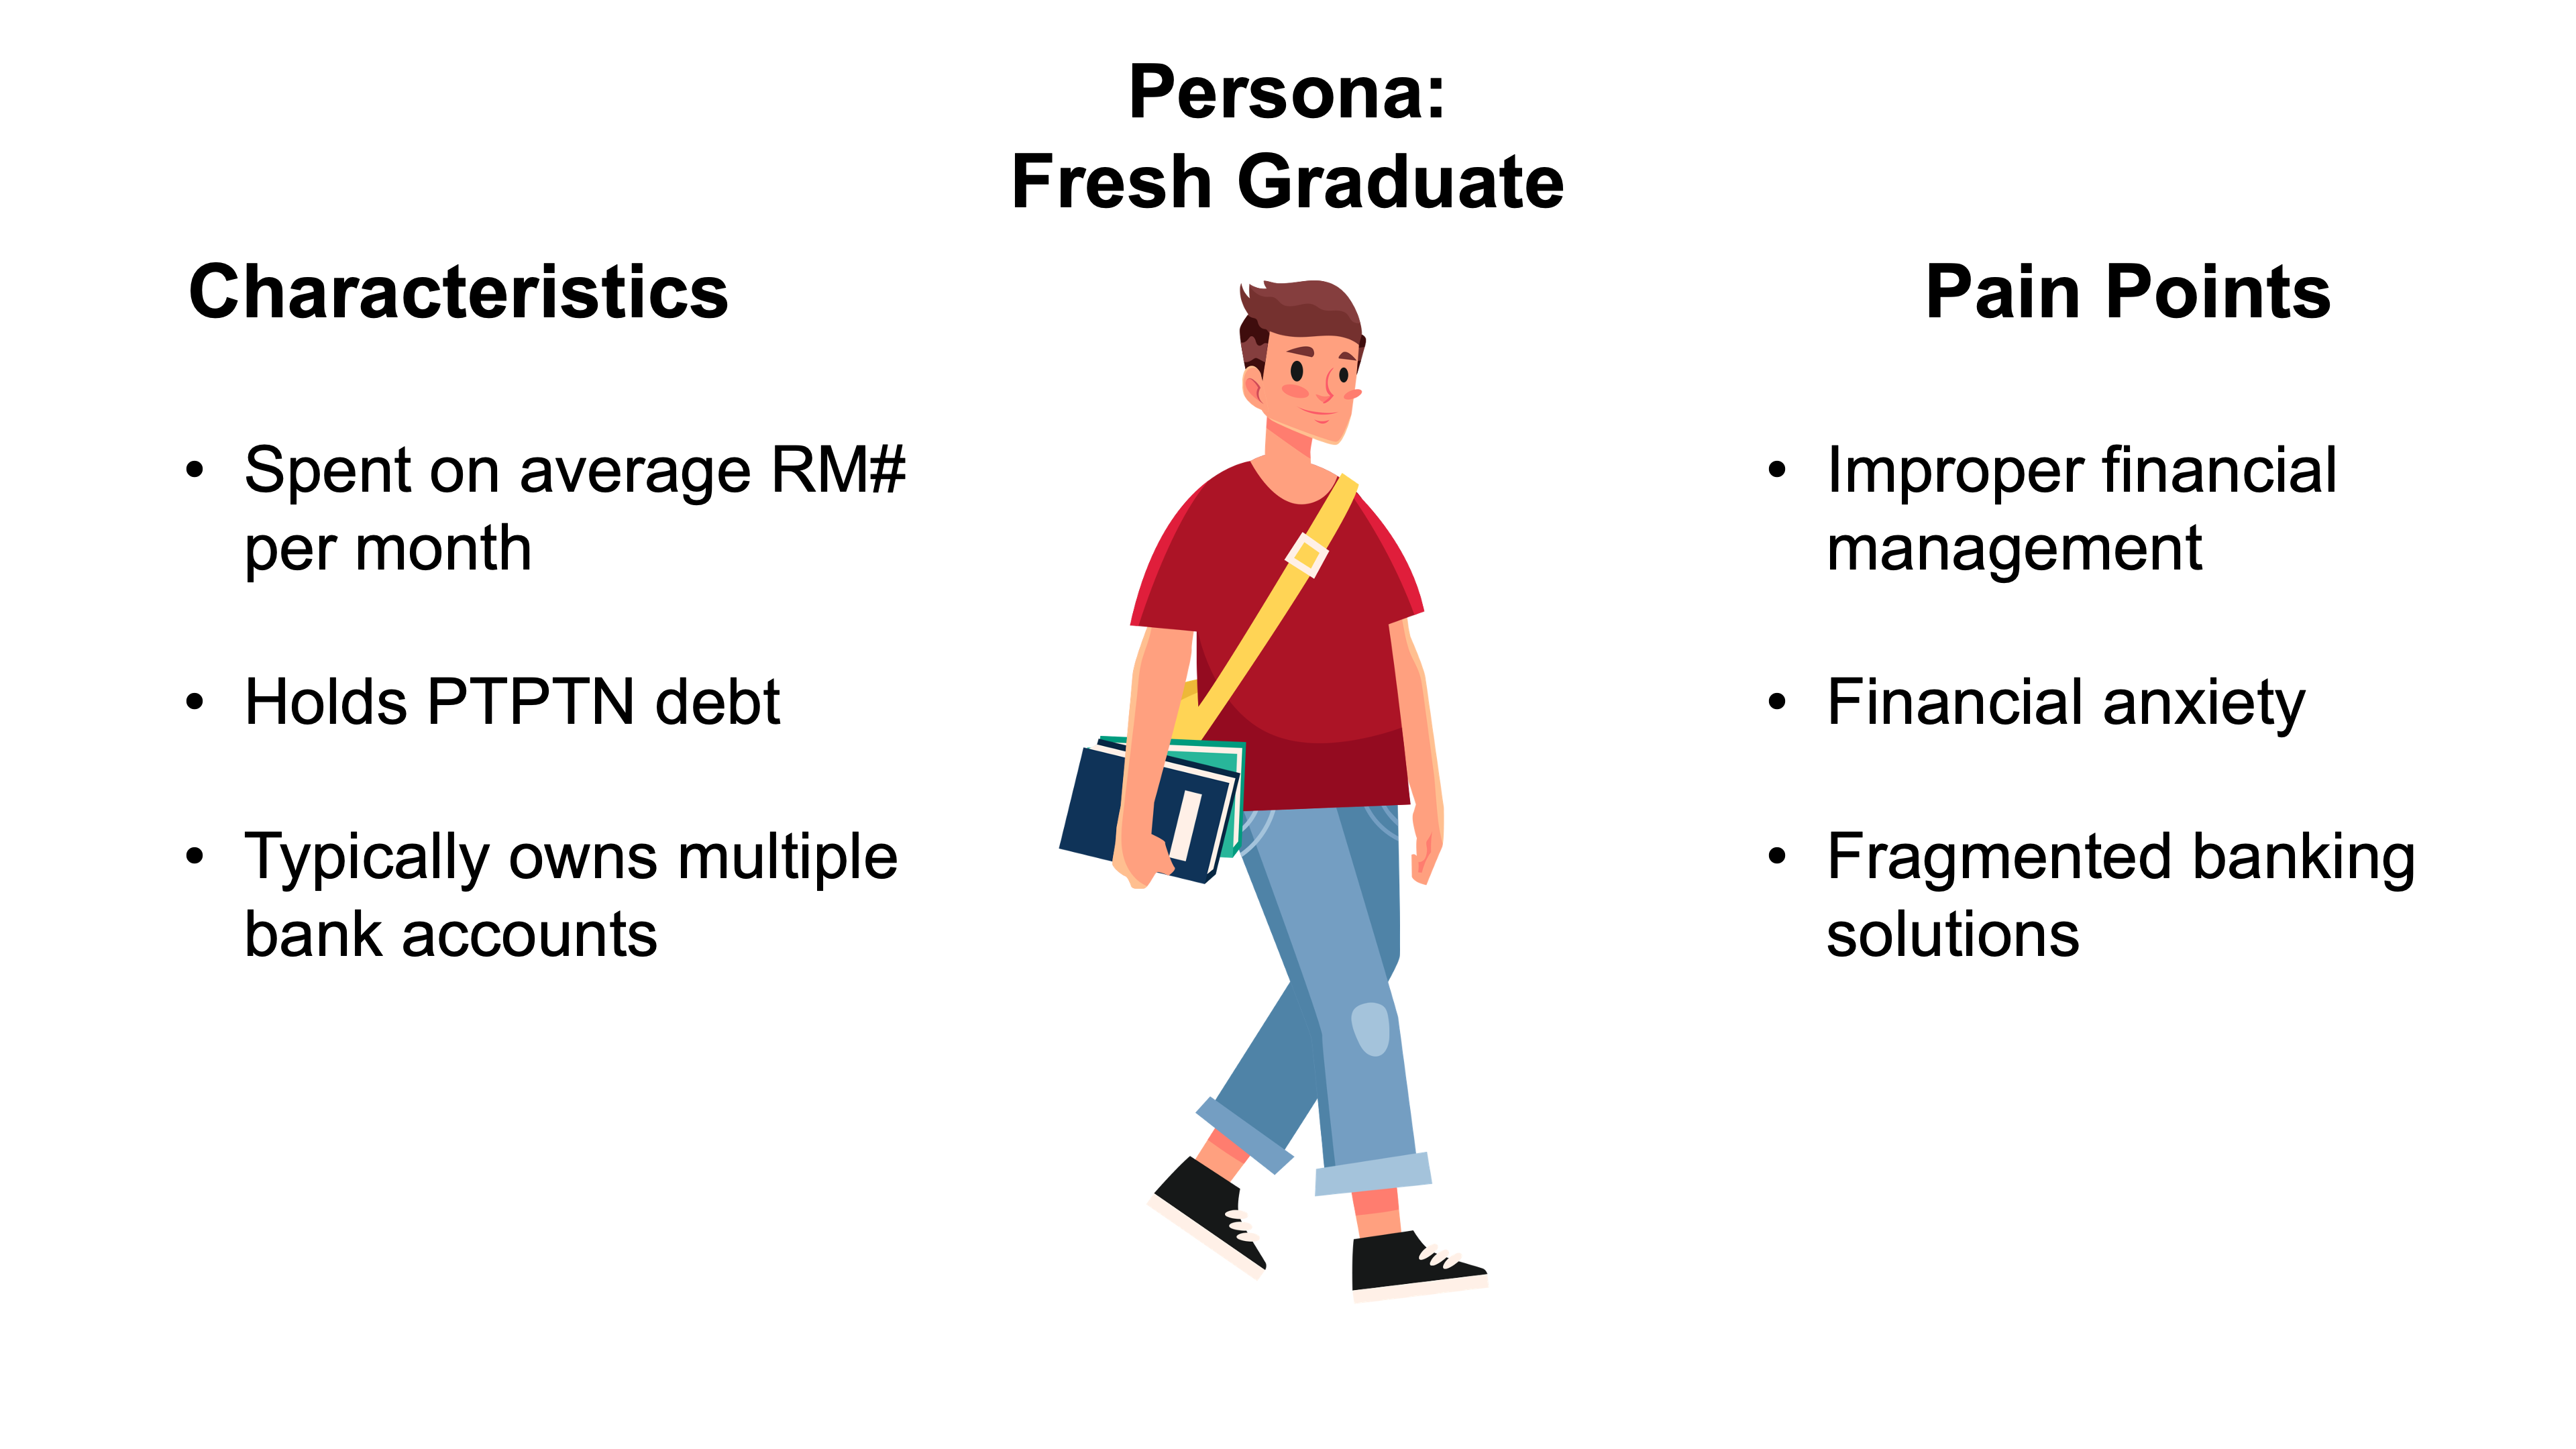 Persona:
Fresh Graduate
Characteristics
• Spent on average RM#
per month
• Holds PTPTN debt
• Typically owns multiple
bank accounts
Pain Points
• Improper financial
management
• Financial anxiety
• Fragmented banking
solutions